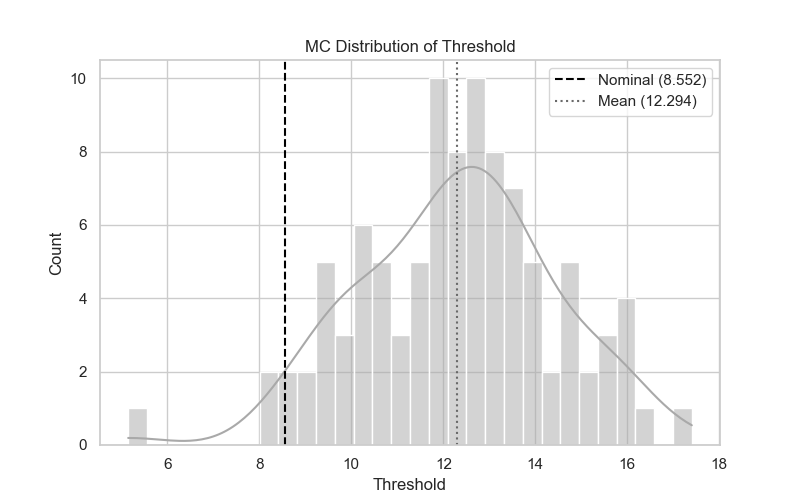 MC Distribution of Threshold
Nominal (8.552)
Mean (12.294)
10
8
6
4
2
0
Count
6
8
10
12
14
16
18
Threshold